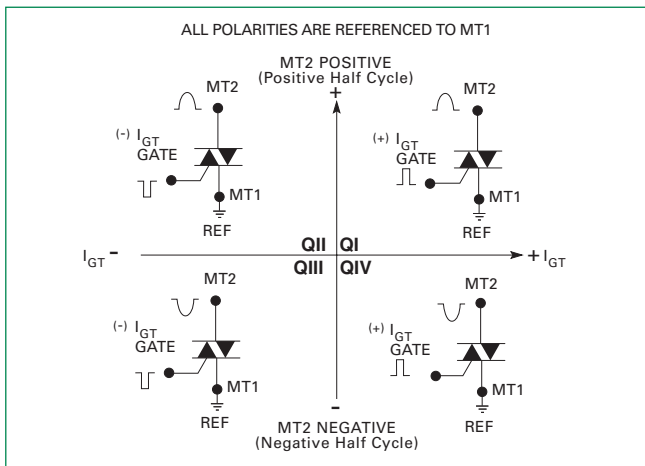 ALL POLARITIES ARE REFERENCED TO MT1
MT2 POSITIVE
(Positive Half Cycle)
+
MT2
(-) IGT
GATE
MT1
REF
MT2
(+) IGT
GATE
MT1
REF
IGT -
QII QI
QIII QIV
+ IGT
MT2
(-) IGT
GATE
MT1
REF
MT2
(+) IGT
GATE
MT1
REF
-
MT2 NEGATIVE
(Negative Half Cycle)